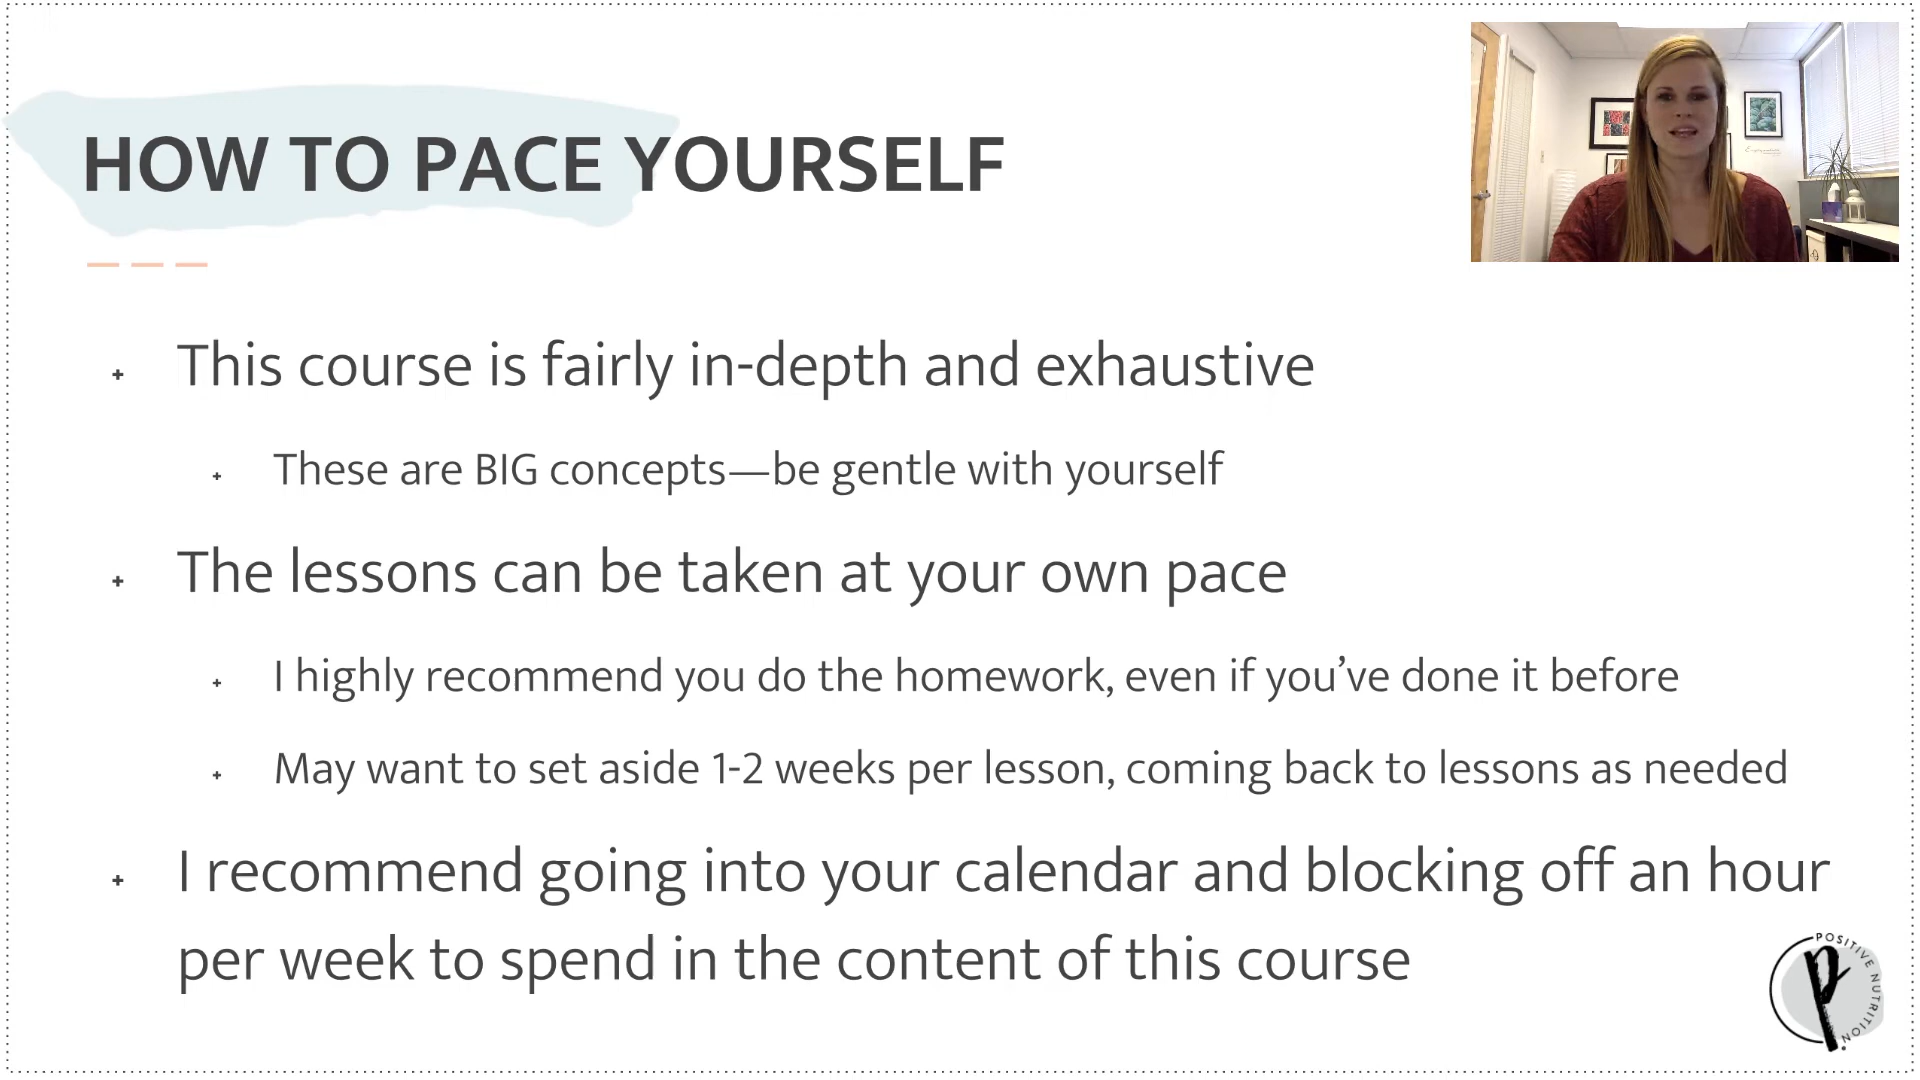 HOW TO PACE YOURSELF
This course is fairly in-depth and exhaustive
These are BIG concepts—be gentle with yourself
The lessons can be taken at your own pace
I highly recommend you do the homework, even if you’ve done it before
May want to set aside 1-2 weeks per lesson, coming back to lessons as needed
I recommend going into your calendar and blocking off an hour
per week to spend in the content of this course
POSITIVE NUTRITION